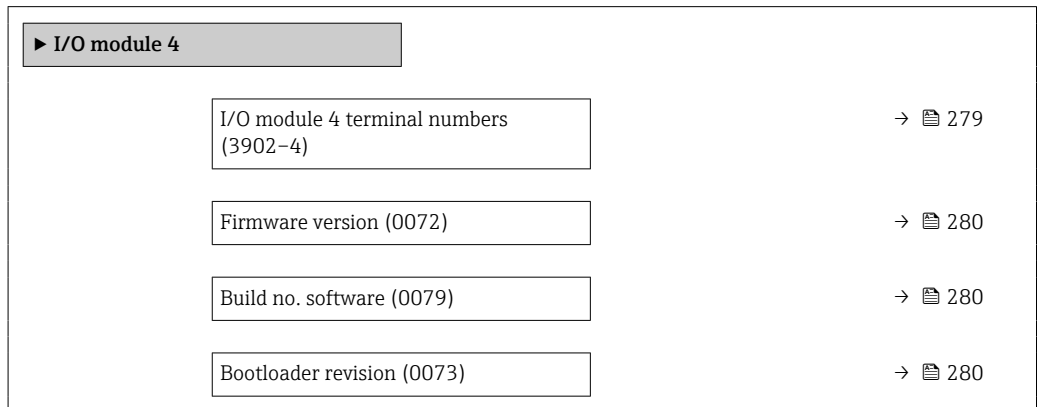 ▶ I/O module 4
I/O module 4 terminal numbers
(3902–4)
→ 279
Firmware version (0072)
→ 280
Build no. software (0079)
→ 280
Bootloader revision (0073)
→ 280